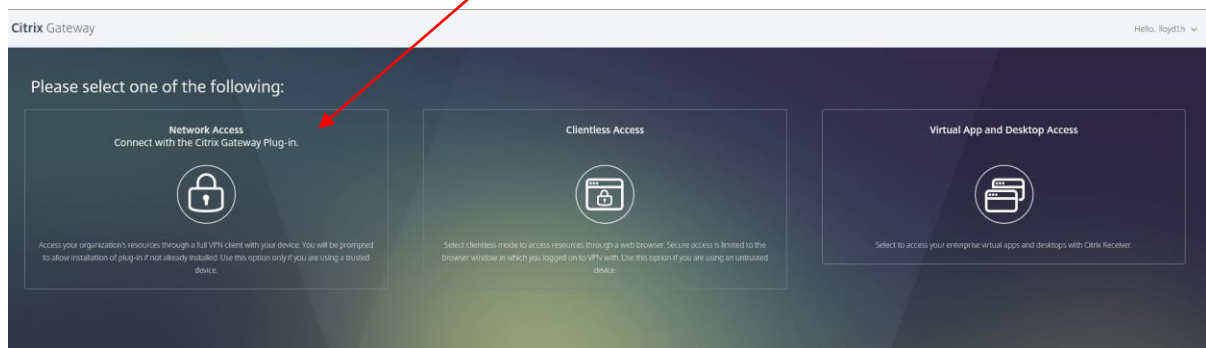 Citrix Gateway
Hello, lloyd1h
Please select one of the following:
Network Access
Connect with the Citrix Gateway Plug-in.
Access your organization's resources through a full VPN client with your device. You will be prompted
to allow installation of plug-in if not already installed. Use this option only if you are using a trusted
device.
Clientless Access
Select clientless mode to access resources through a web browser. Secure access is limited to the
browser window in which you logged on to VPN with. Use this option if you are using an untrusted
device.
Virtual App and Desktop Access
Select to access your enterprise virtual apps and desktops with Citrix Receiver.